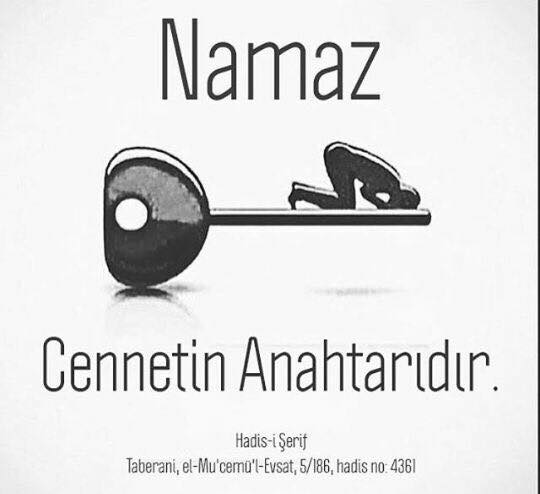 Namaz
Cennetin Anahtarıdır.
Hadis-i Şerif
Taberani, el-Mu'cemü'l-Evsat, 5/186, hadis no: 4361